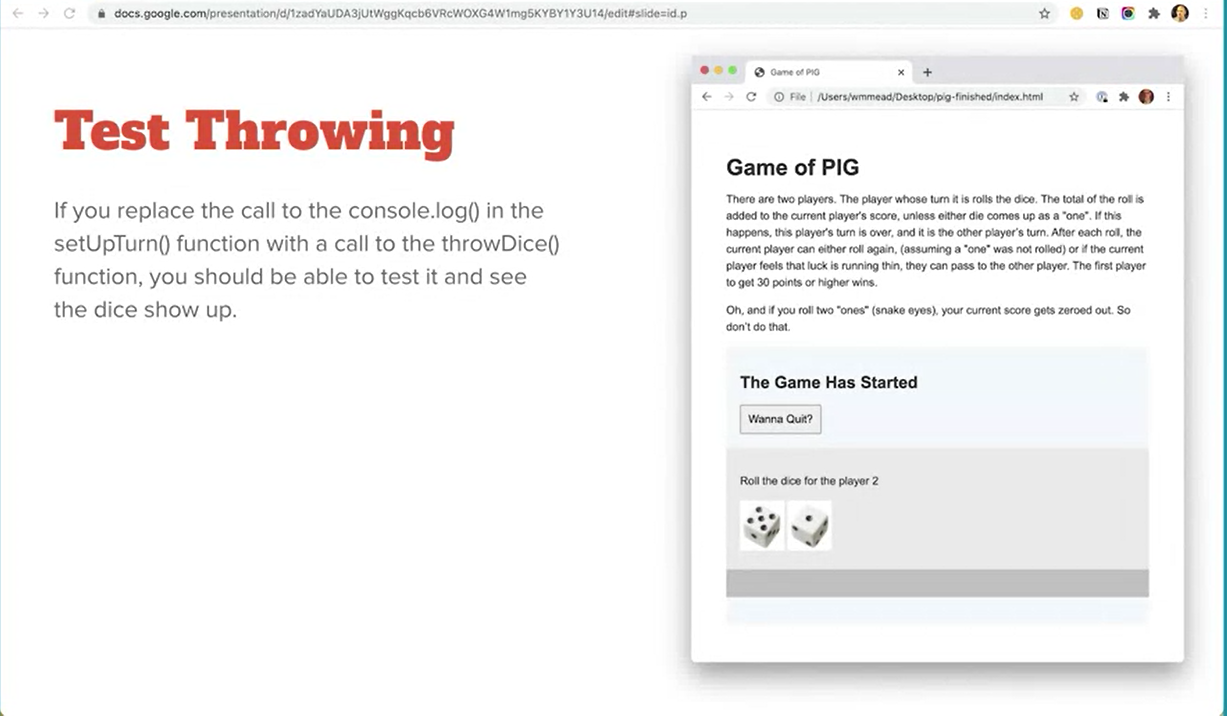 docs.google.com/presentation/d/1zadYaUDA3jUtWggKqcb6VRcWOXG4W1mg5KYBY1Y3U14/edit#slide=id.p
Test Throwing
If you replace the call to the console.log() in the
setUpTurn() function with a call to the throwDice()
function, you should be able to test it and see
the dice show up.
Game of PIG
File | /Users/wmmead/Desktop/pig-finished/index.html
Game of PIG
There are two players. The player whose turn it is rolls the dice. The total of the roll is
added to the current player's score, unless either die comes up as a "one". If this
happens, this player's turn is over, and it is the other player's turn. After each roll, the
current player can either roll again, (assuming a "one" was not rolled) or if the current
player feels that luck is running thin, they can pass to the other player. The first player
to get 30 points or higher wins.
Oh, and if you roll two "ones" (snake eyes), your current score gets zeroed out. So
don't do that.
The Game Has Started
Wanna Quit?
Roll the dice for the player 2